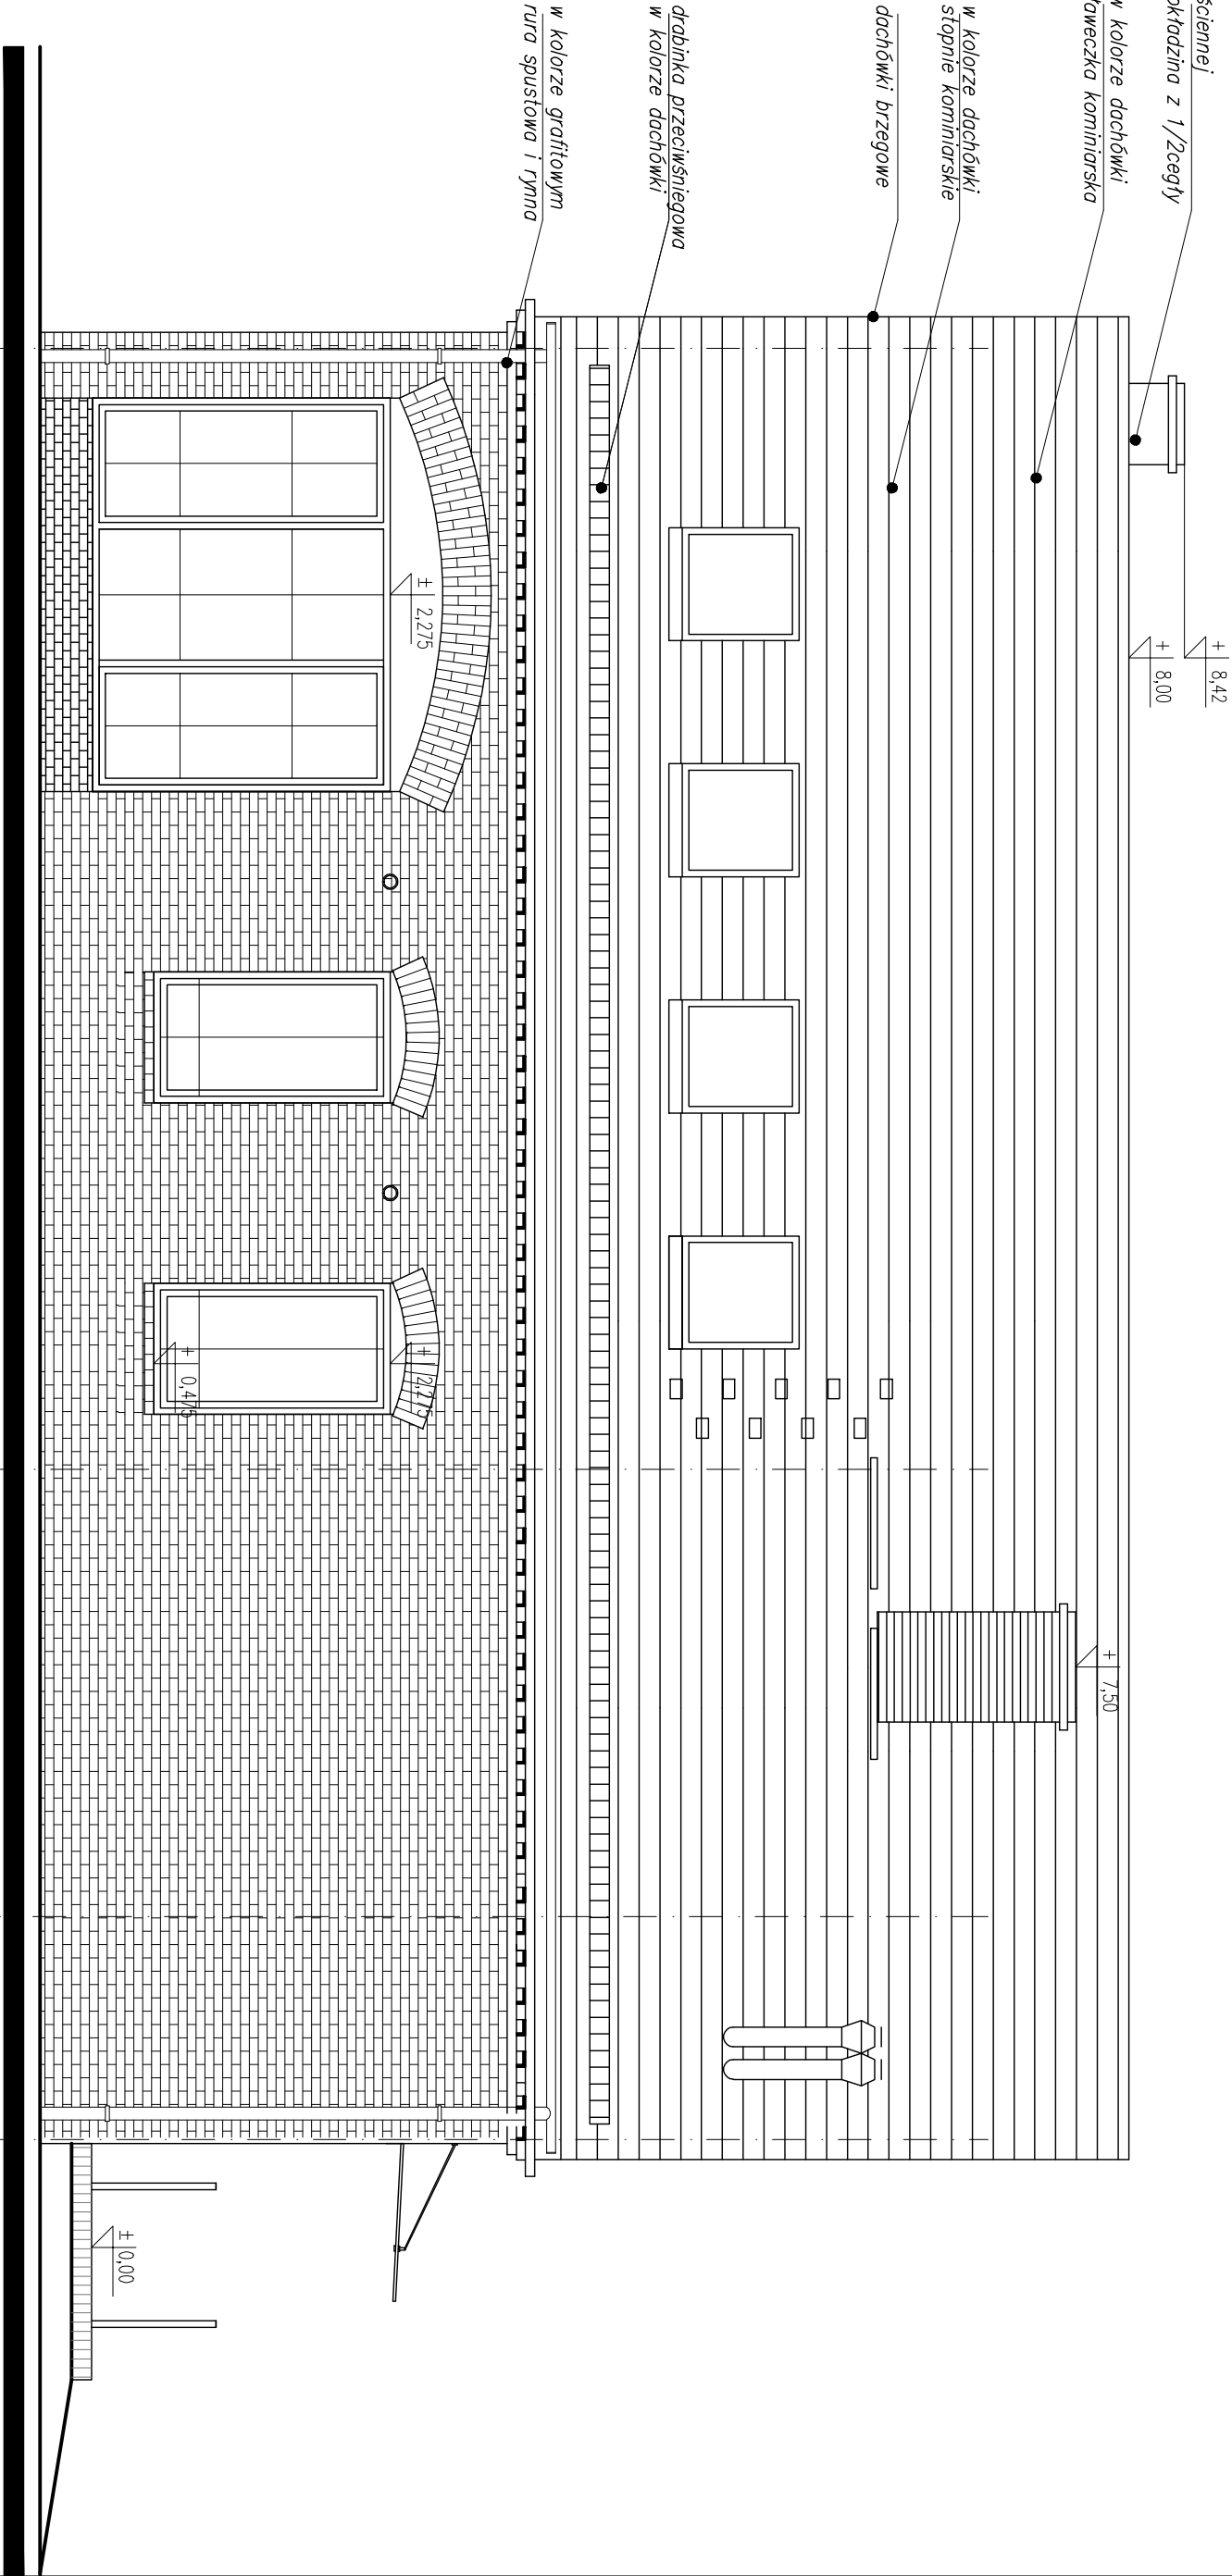 ściennej
okładzina z 1/2cegły
w kolorze dachówki
ławeczka kominiarska
w kolorze dachówki
stopnie kominiarskie
dachówki brzegowe
drabinka przeciwśniegowa
w kolorze dachówki
w kolorze grafitowym
rura spustowa i rynna
+ 8,42
+ 8,00
+ 7,50
± 2,275
+ 2,275
+ 0,475
± 0,00